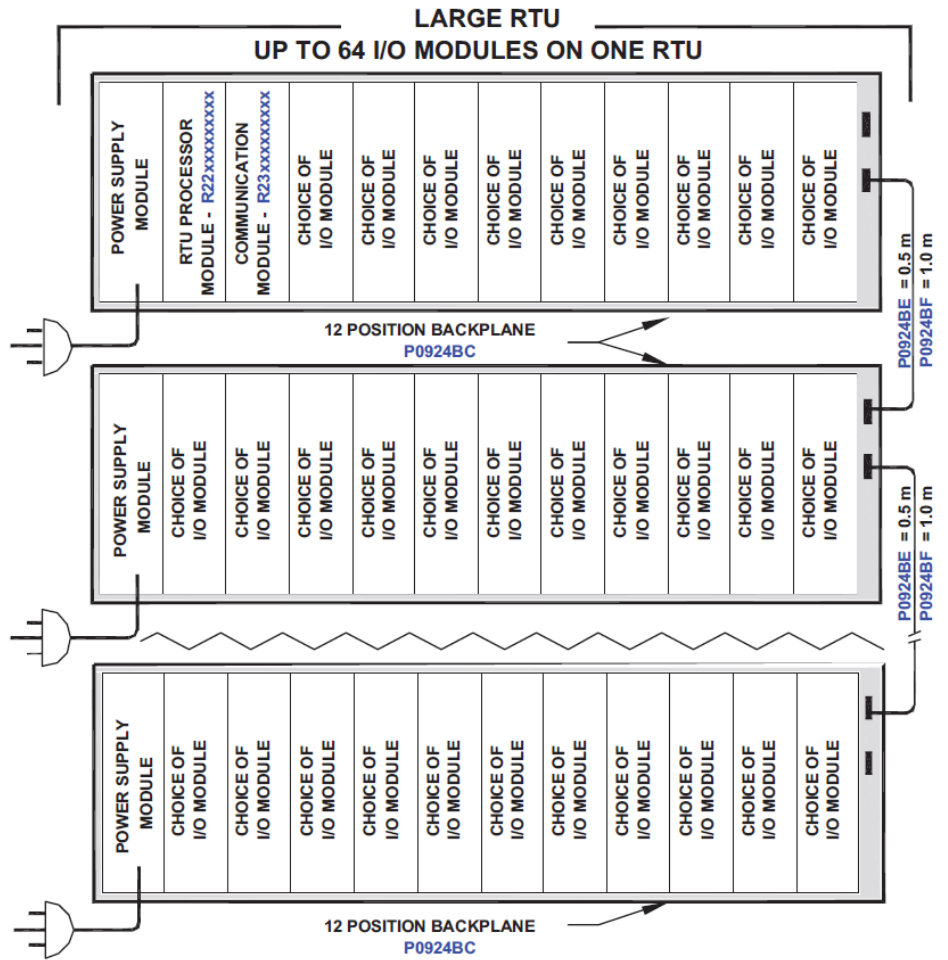 LARGE RTU
UP TO 64 I/O MODULES ON ONE RTU
POWER SUPPLY
MODULE
RTU PROCESSOR
MODULE - R22xxxxxxxxx
COMMUNICATION
MODULE - R23xxxxxxxxx
CHOICE OF
I/O MODULE
CHOICE OF
I/O MODULE
CHOICE OF
I/O MODULE
CHOICE OF
I/O MODULE
CHOICE OF
I/O MODULE
CHOICE OF
I/O MODULE
CHOICE OF
I/O MODULE
CHOICE OF
I/O MODULE
CHOICE OF
I/O MODULE
P0924BE = 0.5 m
P0924BF = 1.0 m
12 POSITION BACKPLANE
P0924BC
POWER SUPPLY
MODULE
CHOICE OF
I/O MODULE
CHOICE OF
I/O MODULE
CHOICE OF
I/O MODULE
CHOICE OF
I/O MODULE
CHOICE OF
I/O MODULE
CHOICE OF
I/O MODULE
CHOICE OF
I/O MODULE
CHOICE OF
I/O MODULE
CHOICE OF
I/O MODULE
CHOICE OF
I/O MODULE
CHOICE OF
I/O MODULE
P0924BE = 0.5 m
P0924BF = 1.0 m
POWER SUPPLY
MODULE
CHOICE OF
I/O MODULE
CHOICE OF
I/O MODULE
CHOICE OF
I/O MODULE
CHOICE OF
I/O MODULE
CHOICE OF
I/O MODULE
CHOICE OF
I/O MODULE
CHOICE OF
I/O MODULE
CHOICE OF
I/O MODULE
CHOICE OF
I/O MODULE
CHOICE OF
I/O MODULE
CHOICE OF
I/O MODULE
12 POSITION BACKPLANE
P0924BC